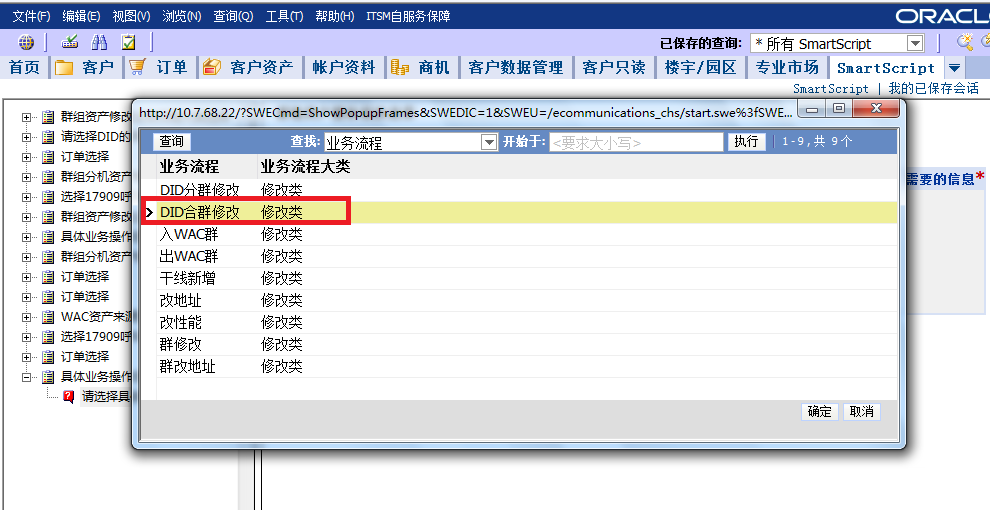 文件(F) 编辑(E) 视图(V) 浏览(N) 查询(Q) 工具(T) 帮助(H) ITSM自服务保障
ORACL
已保存的查询: * 所有 SmartScript
首页 客户 订单 客户资产 帐户资料 商机 客户数据管理 客户只读 楼宇/园区 专业市场 SmartScript
SmartScript | 我的已保存会话
http://10.7.68.22/?SWECmd=ShowPopupFrames&SWEDIC=1&SWEU=/ecommunications_chs/start.swe%3fSWE...
查询 查找: 业务流程 开始于: <要求大小写> 执行 1-9,共 9个
业务流程 业务流程大类
DID分群修改 修改类
DID合群修改 修改类
入WAC群 修改类
出WAC群 修改类
干线新增 修改类
改地址 修改类
改性能 修改类
群修改 修改类
群改地址 修改类
确定 取消
群组资产修改
请选择DID的
订单选择
群组分机资产
选择17909呼
群组资产修改
具体业务操作
群组分机资产
订单选择
订单选择
WAC资产来源
选择17909呼
订单选择
具体业务操作
请选择具
需要的信息*